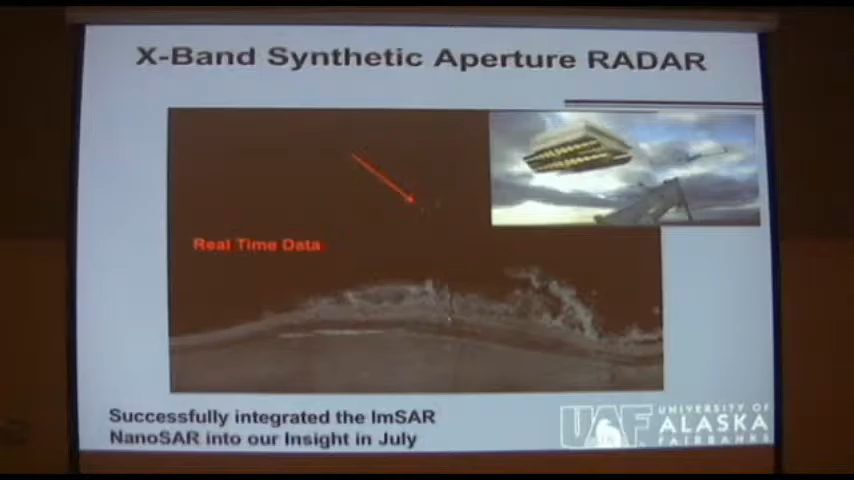 X-Band Synthetic Aperture RADAR
Real Time Data
Successfully integrated the ImSAR
NanoSAR into our Insight in July
UAF
UNIVERSITY OF
ALASKA
FAIRBANKS